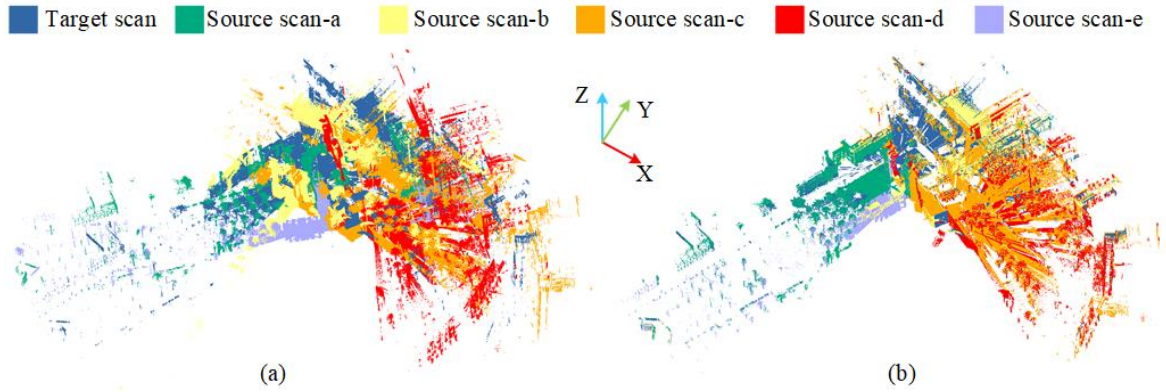 Target scan Source scan-a Source scan-b Source scan-c Source scan-d Source scan-e
Z
Y
X
(a) (b)